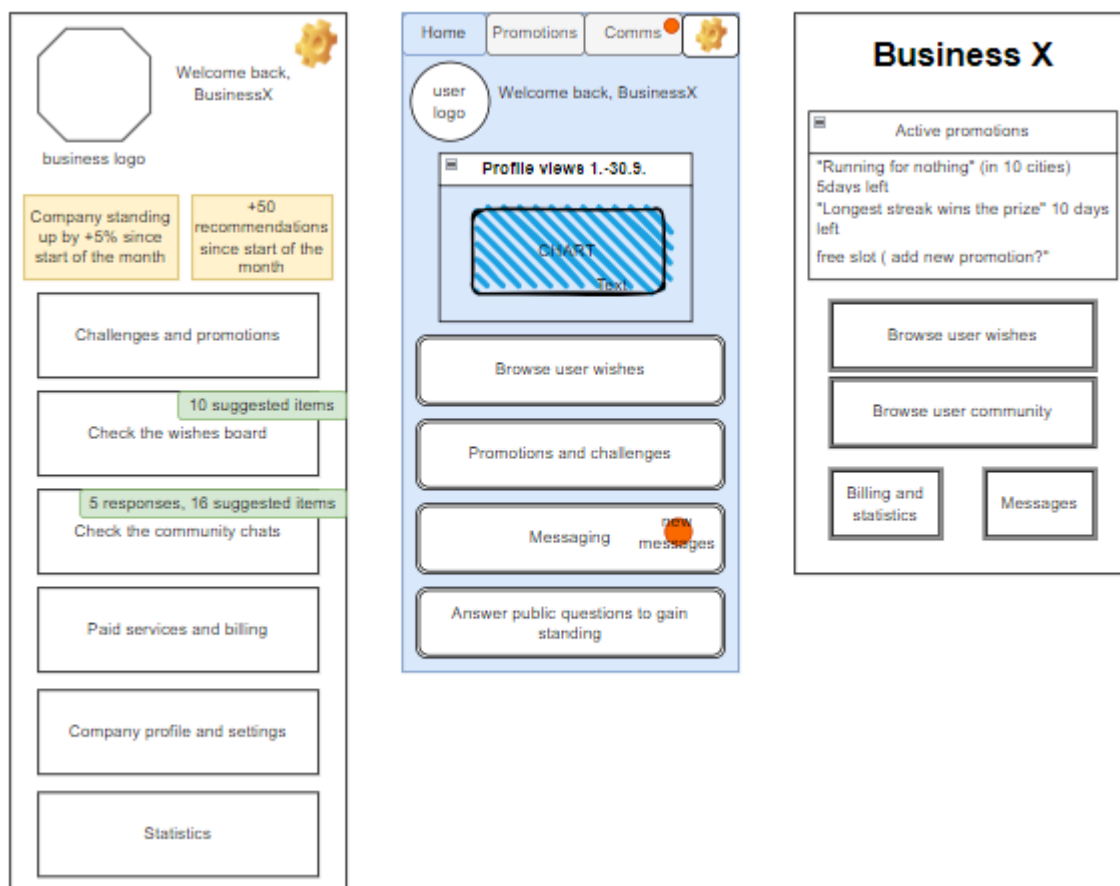 Welcome back,
BusinessX
business logo
Company standing
up by +5% since
start of the month
+50
recommendations
since start of the
month
Challenges and promotions
10 suggested items
Check the wishes board
5 responses, 16 suggested items
Check the community chats
Paid services and billing
Company profile and settings
Statistics
Home
Promotions
Comms
user
logo
Welcome back, BusinessX
Profile views 1.-30.9.
CHART
Text
Browse user wishes
Promotions and challenges
Messaging
new
messages
Answer public questions to gain
standing
Business X
Active promotions
"Running for nothing" (in 10 cities)
5days left
"Longest streak wins the prize" 10 days
left
free slot ( add new promotion?"
Browse user wishes
Browse user community
Billing and
statistics
Messages